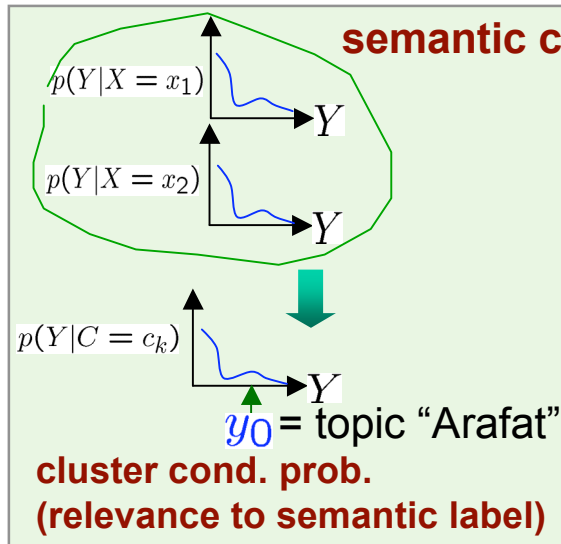 semantic c
p(Y|X = x₁)
Y
p(Y|X = x₂)
Y
p(Y|C = cₖ)
Y
y₀ = topic “Arafat”
cluster cond. prob.
(relevance to semantic label)